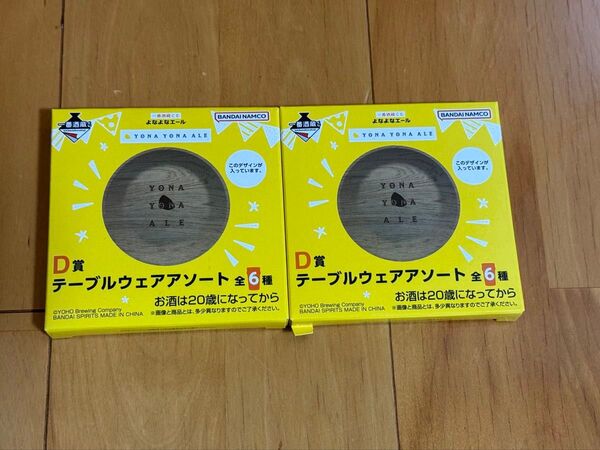 一番酒蔵
一番酒蔵くじ
よなよなエール
BANDAI NAMCO
YONA YONA ALE
このデザインが
入っています。
YONA
YONA
ALE
D賞
テーブルウェアアソート 全6種
お酒は20歳になってから
©YOHO Brewing Company
BANDAI SPIRITS MADE IN CHINA
※画像と商品とは、多少異なりますのでご了承ください。
一番酒蔵
一番酒蔵くじ
よなよなエール
BANDAI NAMCO
YONA YONA ALE
このデザインが
入っています。
YONA
YONA
ALE
D賞
テーブルウェアアソート 全6種
お酒は20歳になってから
©YOHO Brewing Company
BANDAI SPIRITS MADE IN CHINA
※画像と商品とは、多少異なりますのでご了承ください。